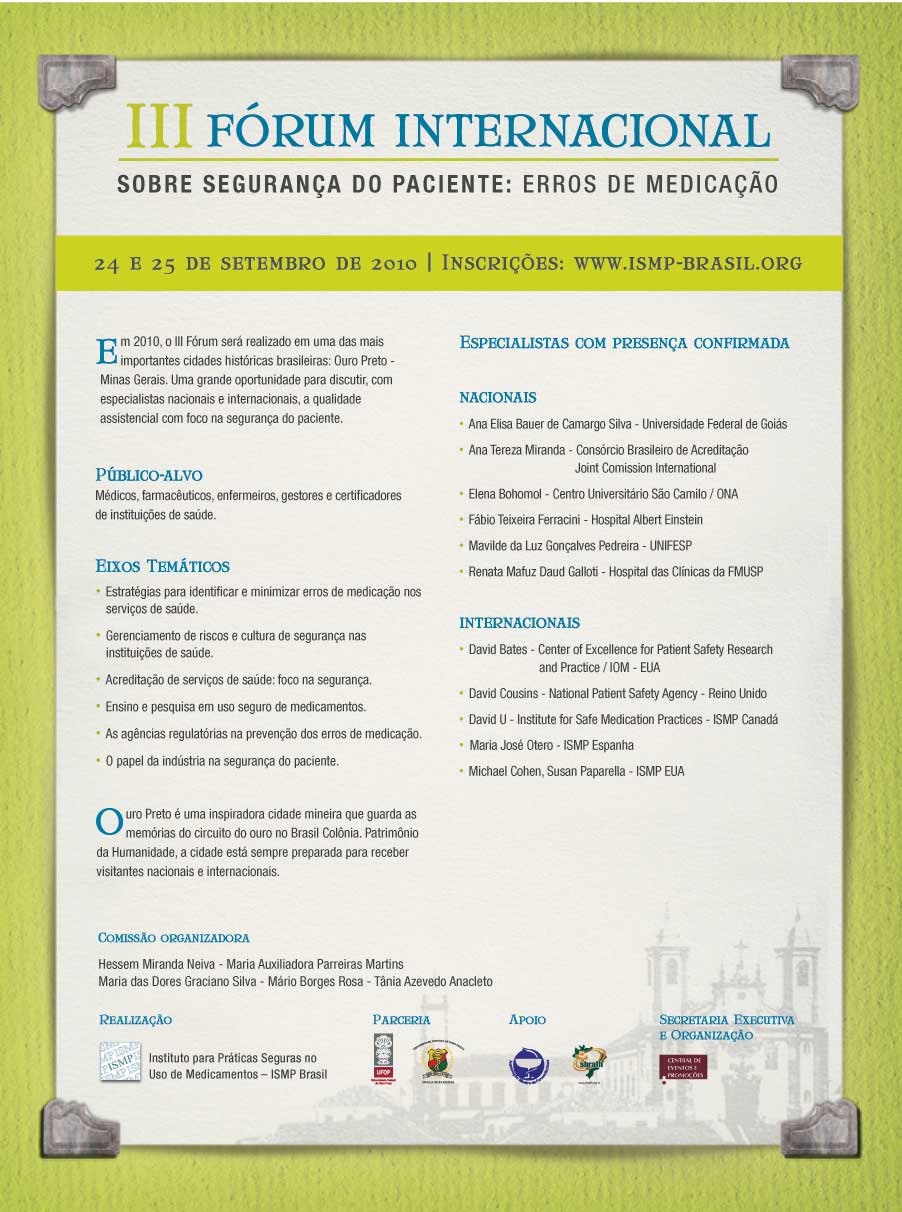 III FÓRUM INTERNACIONAL
SOBRE SEGURANÇA DO PACIENTE: ERROS DE MEDICAÇÃO
24 E 25 DE SETEMBRO DE 2010 | INSCRIÇÕES: WWW.ISMP-BRASIL.ORG
Em 2010, o III Fórum será realizado em uma das mais
importantes cidades históricas brasileiras: Ouro Preto -
Minas Gerais. Uma grande oportunidade para discutir, com
especialistas nacionais e internacionais, a qualidade
assistencial com foco na segurança do paciente.
PÚBLICO-ALVO
Médicos, farmacêuticos, enfermeiros, gestores e certificadores
de instituições de saúde.
EIXOS TEMÁTICOS
• Estratégias para identificar e minimizar erros de medicação nos
serviços de saúde.
• Gerenciamento de riscos e cultura de segurança nas
instituições de saúde.
• Acreditação de serviços de saúde: foco na segurança.
• Ensino e pesquisa em uso seguro de medicamentos.
• As agências regulatórias na prevenção dos erros de medicação.
• O papel da indústria na segurança do paciente.
Ouro Preto é uma inspiradora cidade mineira que guarda as
memórias do circuito do ouro no Brasil Colônia. Patrimônio
da Humanidade, a cidade está sempre preparada para receber
visitantes nacionais e internacionais.
ESPECIALISTAS COM PRESENÇA CONFIRMADA
NACIONAIS
• Ana Elisa Bauer de Camargo Silva - Universidade Federal de Goiás
• Ana Tereza Miranda - Consórcio Brasileiro de Acreditação
Joint Comission International
• Elena Bohomol - Centro Universitário São Camilo / ONA
• Fábio Teixeira Ferracini - Hospital Albert Einstein
• Mavilde da Luz Gonçalves Pedreira - UNIFESP
• Renata Mafuz Daud Galloti - Hospital das Clínicas da FMUSP
INTERNACIONAIS
• David Bates - Center of Excellence for Patient Safety Research
and Practice / IOM - EUA
• David Cousins - National Patient Safety Agency - Reino Unido
• David U - Institute for Safe Medication Practices - ISMP Canadá
• Maria José Otero - ISMP Espanha
• Michael Cohen, Susan Paparella - ISMP EUA
COMISSÃO ORGANIZADORA
Hessem Miranda Neiva - Maria Auxiliadora Parreiras Martins
Maria das Dores Graciano Silva - Mário Borges Rosa - Tânia Azevedo Anacleto
REALIZAÇÃO
ISMP
Instituto para Práticas Seguras no
Uso de Medicamentos – ISMP Brasil
PARCERIA
UFOP
APOIO
sbrafh
SECRETARIA EXECUTIVA
E ORGANIZAÇÃO
CENTRAL DE
EVENTOS E
PROMOÇÕES